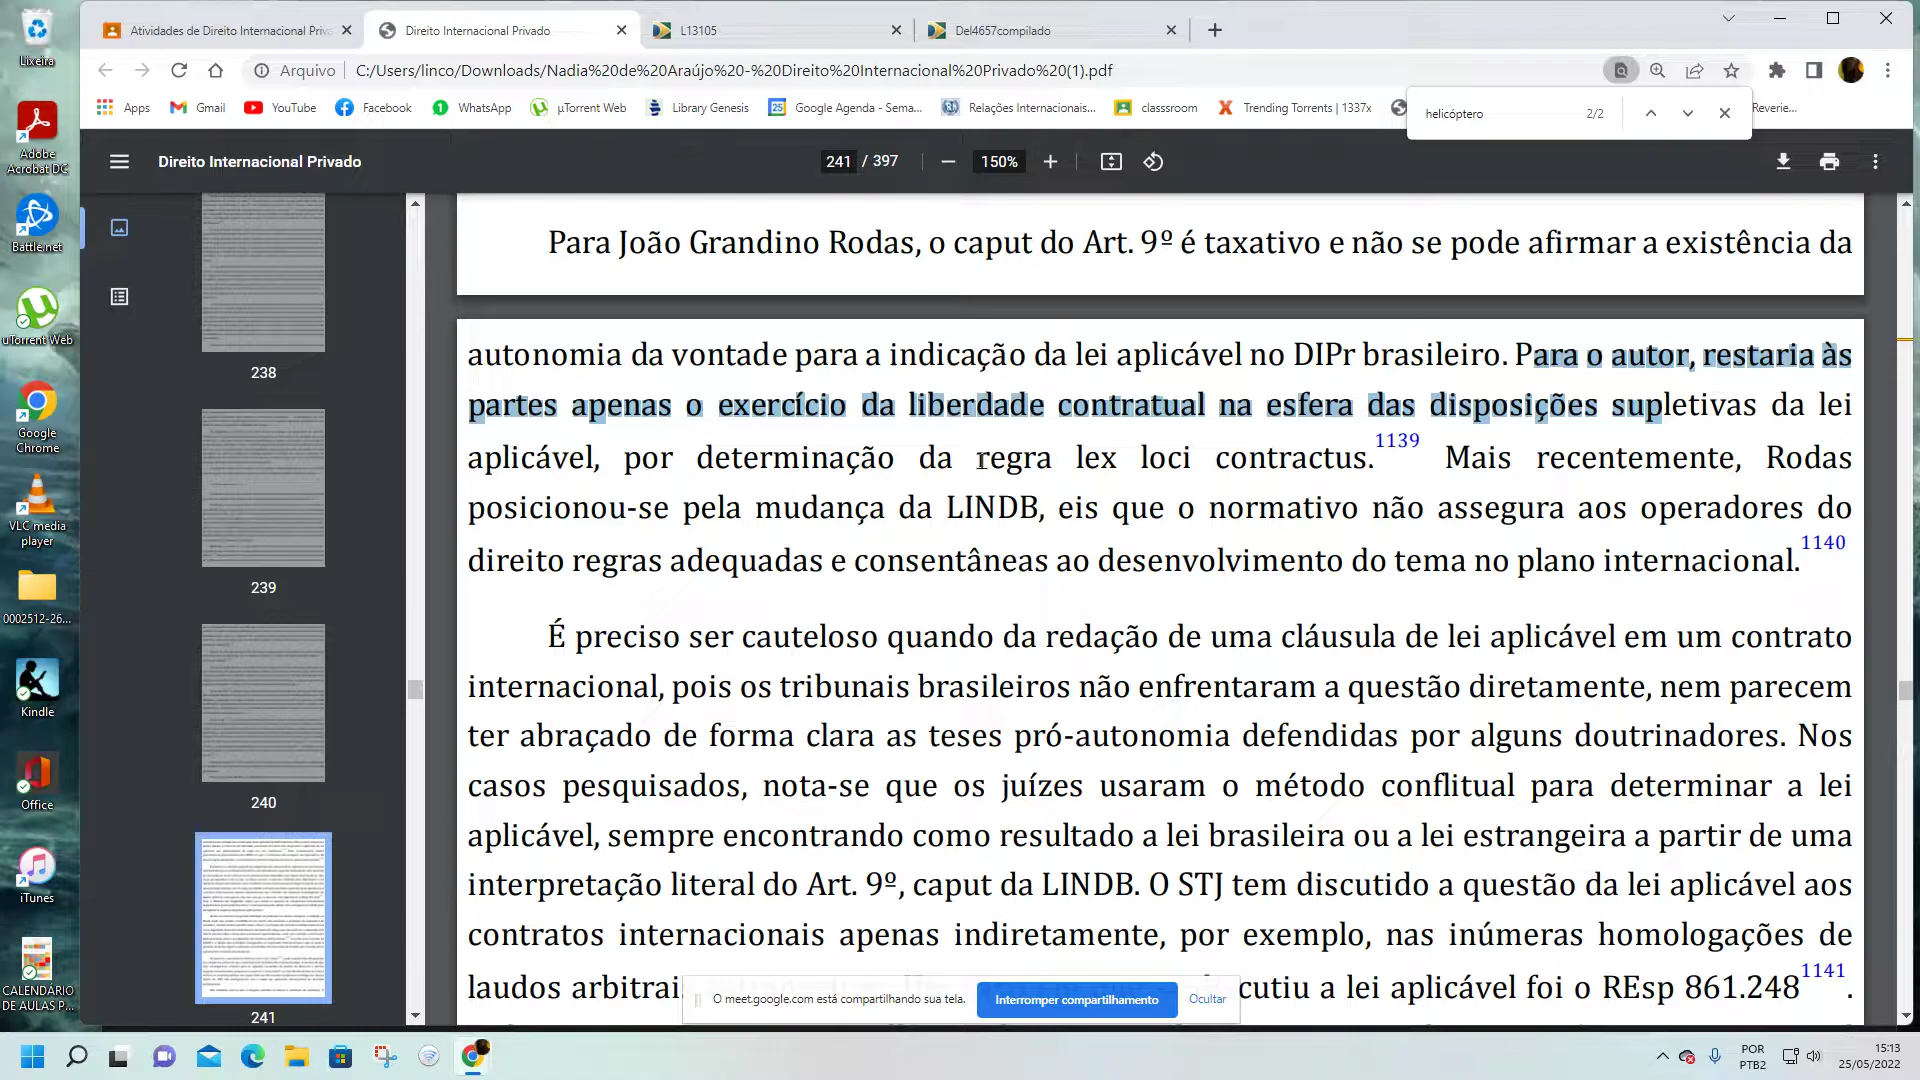 Lixeira
Adobe
Acrobat DC
Battle.net
uTorrent Web
Google
Chrome
VLC media
player
0002512-26...
Kindle
Office
iTunes
CALENDÁRIO
DE AULAS P...
Atividades de Direito Internacional Priva
Direito Internacional Privado
L13105
Del4657compilado
Arquivo
C:/Users/linco/Downloads/Nadia%20de%20Araújo%20-%20Direito%20Internacional%20Privado%20(1).pdf
Apps
Gmail
YouTube
Facebook
WhatsApp
µTorrent Web
Library Genesis
Google Agenda - Sema...
Relações Internacionais...
classsroom
Trending Torrents | 1337x
Reverie...
helicóptero
2/2
Direito Internacional Privado
241 / 397
150%
238
239
240
241
Para João Grandino Rodas, o caput do Art. 9º é taxativo e não se pode afirmar a existência da
autonomia da vontade para a indicação da lei aplicável no DIPr brasileiro. Para o autor, restaria às
partes apenas o exercício da liberdade contratual na esfera das disposições supletivas da lei
aplicável, por determinação da regra lex loci contractus.1139 Mais recentemente, Rodas
posicionou-se pela mudança da LINDB, eis que o normativo não assegura aos operadores do
direito regras adequadas e consentâneas ao desenvolvimento do tema no plano internacional.1140
É preciso ser cauteloso quando da redação de uma cláusula de lei aplicável em um contrato
internacional, pois os tribunais brasileiros não enfrentaram a questão diretamente, nem parecem
ter abraçado de forma clara as teses pró-autonomia defendidas por alguns doutrinadores. Nos
casos pesquisados, nota-se que os juízes usaram o método conflitual para determinar a lei
aplicável, sempre encontrando como resultado a lei brasileira ou a lei estrangeira a partir de uma
interpretação literal do Art. 9º, caput da LINDB. O STJ tem discutido a questão da lei aplicável aos
contratos internacionais apenas indiretamente, por exemplo, nas inúmeras homologações de
laudos arbitrai cutiu a lei aplicável foi o REsp 861.2481141.
O meet.google.com está compartilhando sua tela.
Interromper compartilhamento
Ocultar
POR
PTB2
15:13
25/05/2022